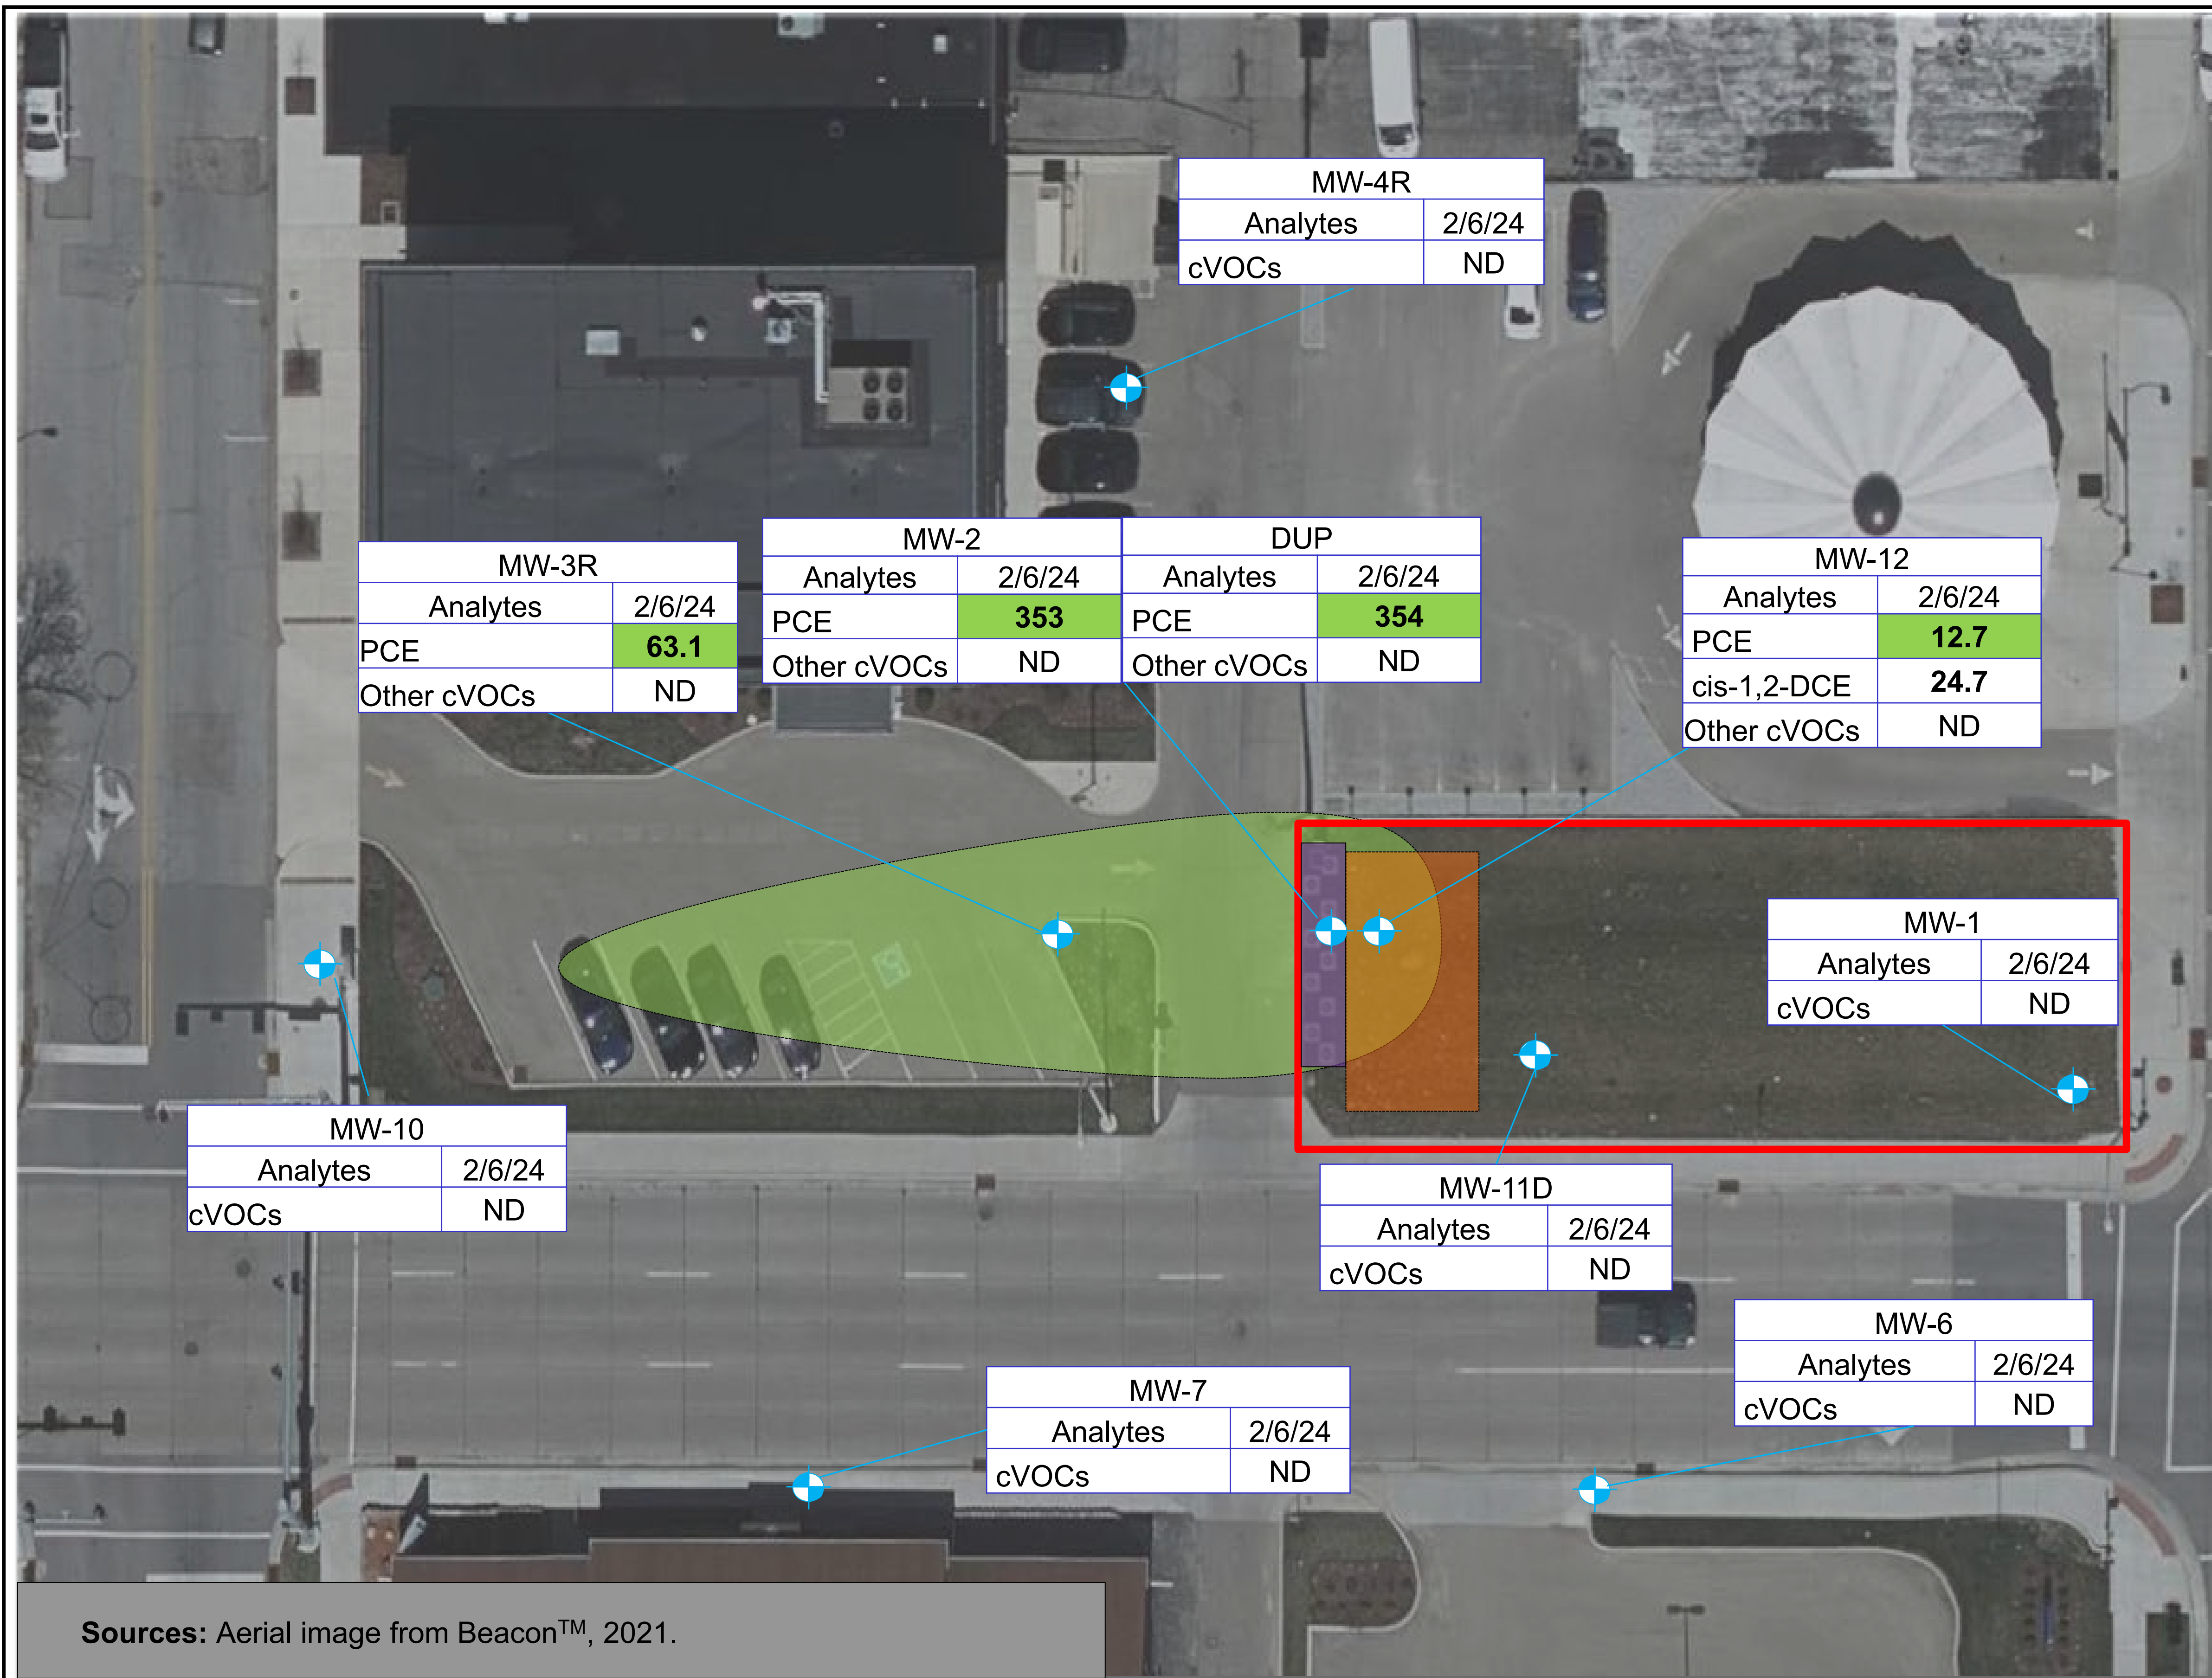 MW-4R
Analytes 2/6/24
cVOCs ND
MW-3R
Analytes 2/6/24
PCE 63.1
Other cVOCs ND
MW-2
Analytes 2/6/24
PCE 353
Other cVOCs ND
DUP
Analytes 2/6/24
PCE 354
Other cVOCs ND
MW-12
Analytes 2/6/24
PCE 12.7
cis-1,2-DCE 24.7
Other cVOCs ND
MW-1
Analytes 2/6/24
cVOCs ND
MW-10
Analytes 2/6/24
cVOCs ND
MW-11D
Analytes 2/6/24
cVOCs ND
MW-6
Analytes 2/6/24
cVOCs ND
MW-7
Analytes 2/6/24
cVOCs ND
Sources: Aerial image from Beacon™, 2021.